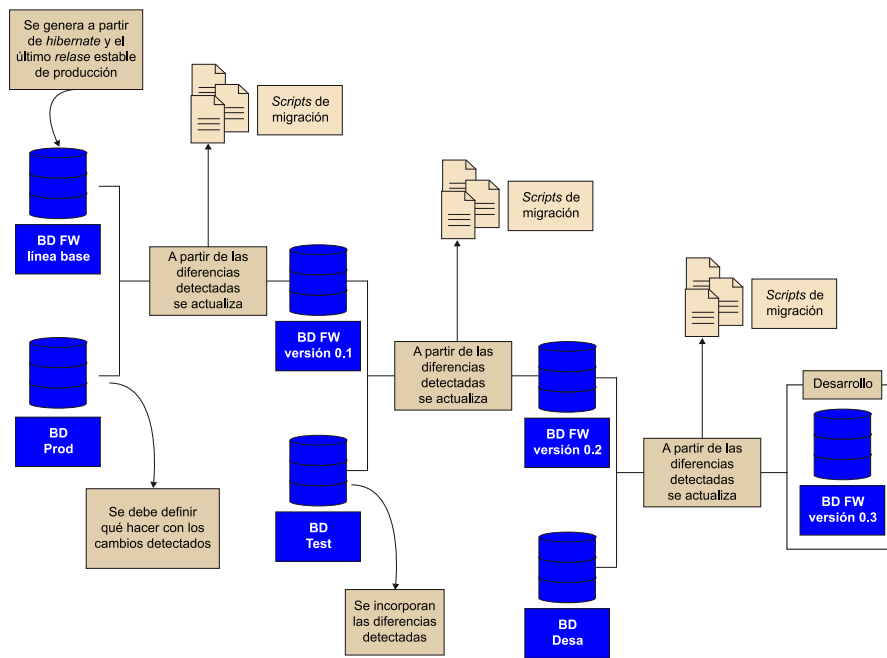 Se genera a partir
de hibernate y el
último relase estable
de producción
Scripts de
migración
BD FW
línea base
A partir de las
diferencias
detectadas
se actualiza
BD FW
versión 0.1
BD
Prod
Se debe definir
qué hacer con los
cambios detectados
Scripts de
migración
A partir de las
diferencias
detectadas
se actualiza
BD FW
versión 0.2
BD
Test
Se incorporan
las diferencias
detectadas
Scripts de
migración
A partir de las
diferencias
detectadas
se actualiza
BD
Desa
Desarrollo
BD FW
versión 0.3